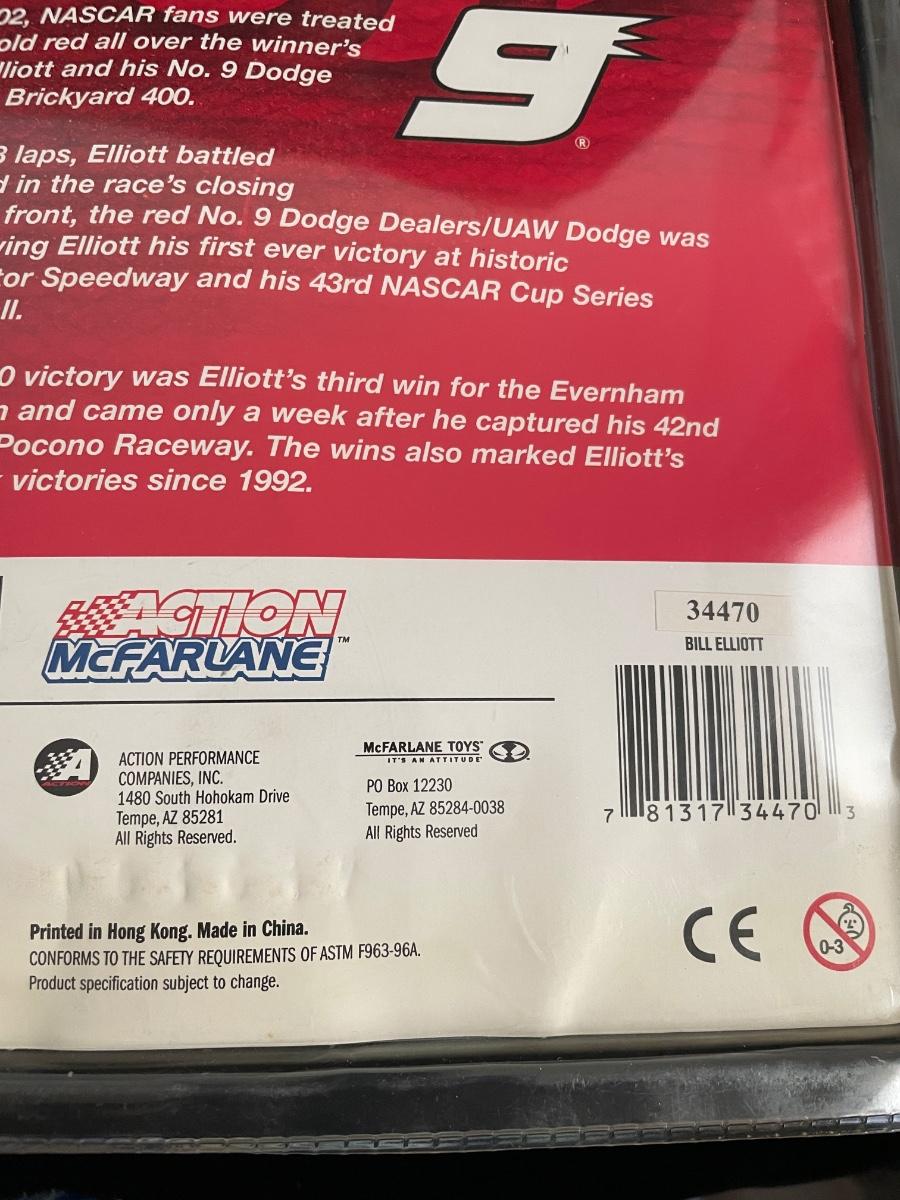 02, NASCAR fans were treated
old red all over the winner's
lliott and his No. 9 Dodge
Brickyard 400.
9
®
3 laps, Elliott battled
d in the race's closing
front, the red No. 9 Dodge Dealers/UAW Dodge was
ving Elliott his first ever victory at historic
tor Speedway and his 43rd NASCAR Cup Series
ll.
0 victory was Elliott's third win for the Evernham
n and came only a week after he captured his 42nd
Pocono Raceway. The wins also marked Elliott's
victories since 1992.
ACTION
McFARLANE™
34470
BILL ELLIOTT
7 81317 34470 3
A
ACTION
ACTION PERFORMANCE
COMPANIES, INC.
1480 South Hohokam Drive
Tempe, AZ 85281
All Rights Reserved.
McFARLANE TOYS™
IT'S AN ATTITUDE
PO Box 12230
Tempe, AZ 85284-0038
All Rights Reserved
Printed in Hong Kong. Made in China.
CONFORMS TO THE SAFETY REQUIREMENTS OF ASTM F963-96A.
Product specification subject to change.
CE
0-3